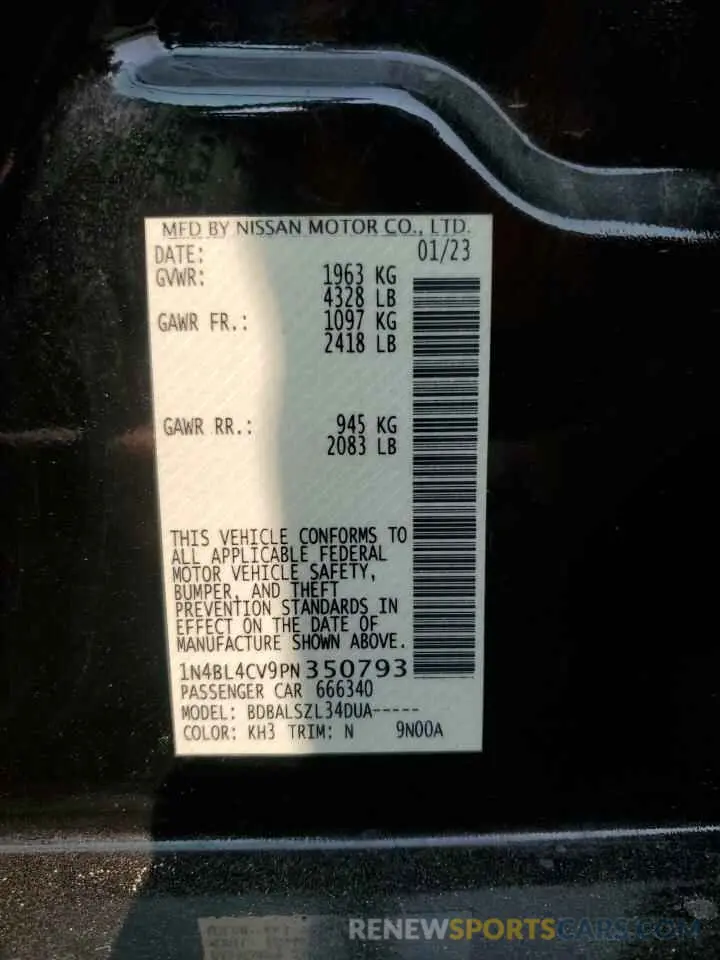 MFD BY NISSAN MOTOR CO., LTD.
DATE: 01/23
GVWR: 1963 KG
4328 LB
GAWR FR.: 1097 KG
2418 LB
GAWR RR.: 945 KG
2083 LB
THIS VEHICLE CONFORMS TO
ALL APPLICABLE FEDERAL
MOTOR VEHICLE SAFETY,
BUMPER, AND THEFT
PREVENTION STANDARDS IN
EFFECT ON THE DATE OF
MANUFACTURE SHOWN ABOVE.
1N4BL4CV9PN350793
PASSENGER CAR 666340
MODEL: BDBALSZL34DUA-----
COLOR: KH3 TRIM: N 9N00A
RENEWSPORTSCARS.COM